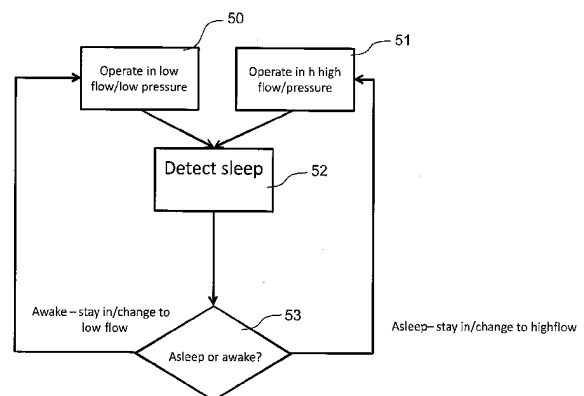 50
51
Operate in low
flow/low pressure
Operate in h high
flow/pressure
Detect sleep
52
Awake – stay in/change to
low flow
53
Asleep or awake?
Asleep– stay in/change to highflow